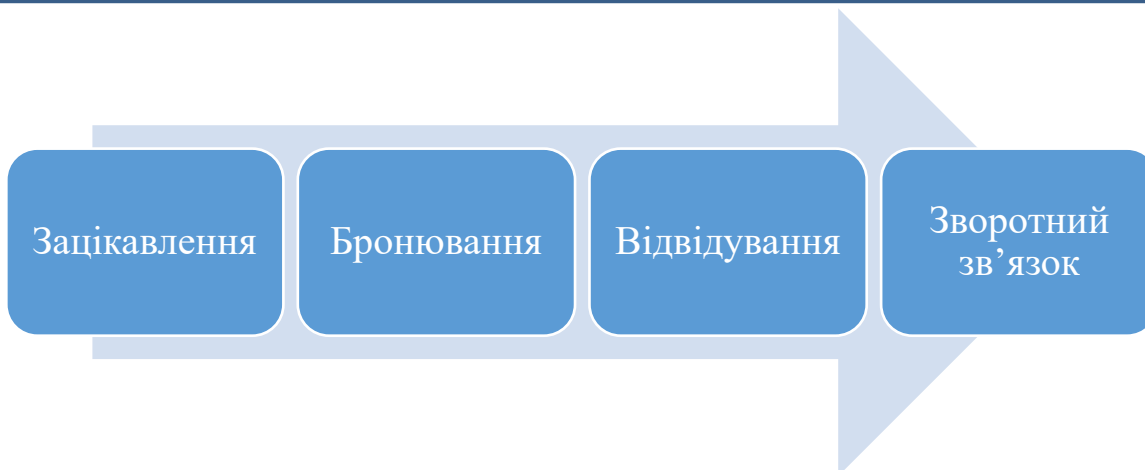 Зацікавлення
Бронювання
Відвідування
Зворотний
зв’язок